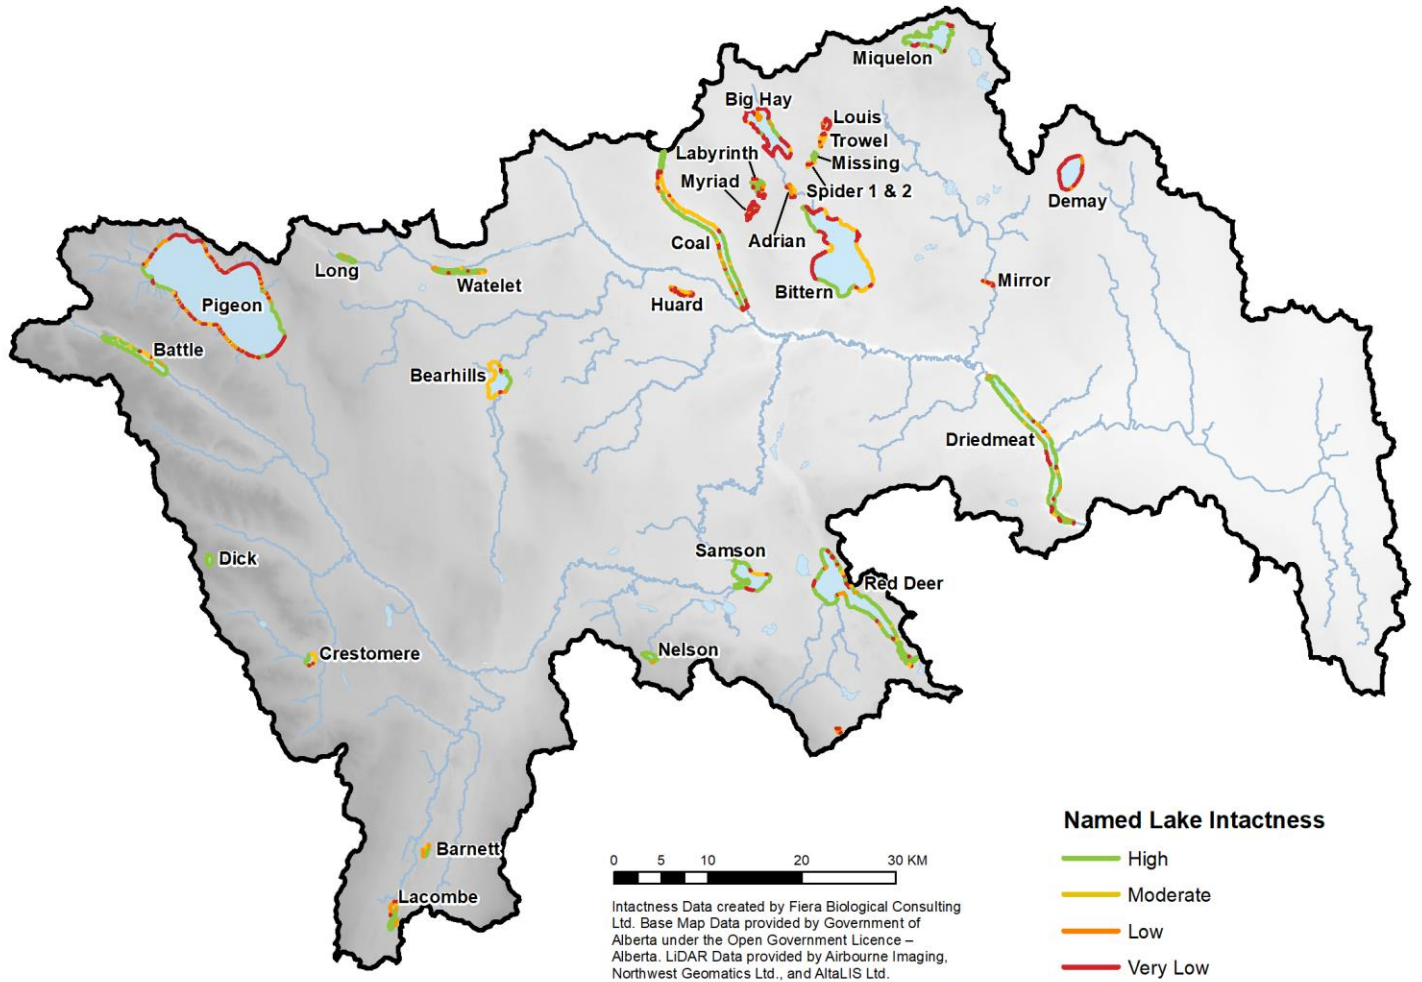 Miquelon
Big Hay
Louis
Trowel
Labyrinth
Missing
Myriad
Spider 1 & 2
Demay
Coal
Adrian
Long
Watelet
Pigeon
Huard
Bittern
Mirror
Battle
Bearhills
Driedmeat
Dick
Samson
Red Deer
Crestomere
Nelson
Barnett
Lacombe
Named Lake Intactness
High
Moderate
Low
Very Low
0 5 10 20 30 KM
Intactness Data created by Fiera Biological Consulting
Ltd. Base Map Data provided by Government of
Alberta under the Open Government Licence –
Alberta. LiDAR Data provided by Airbourne Imaging,
Northwest Geomatics Ltd., and AltaLIS Ltd.